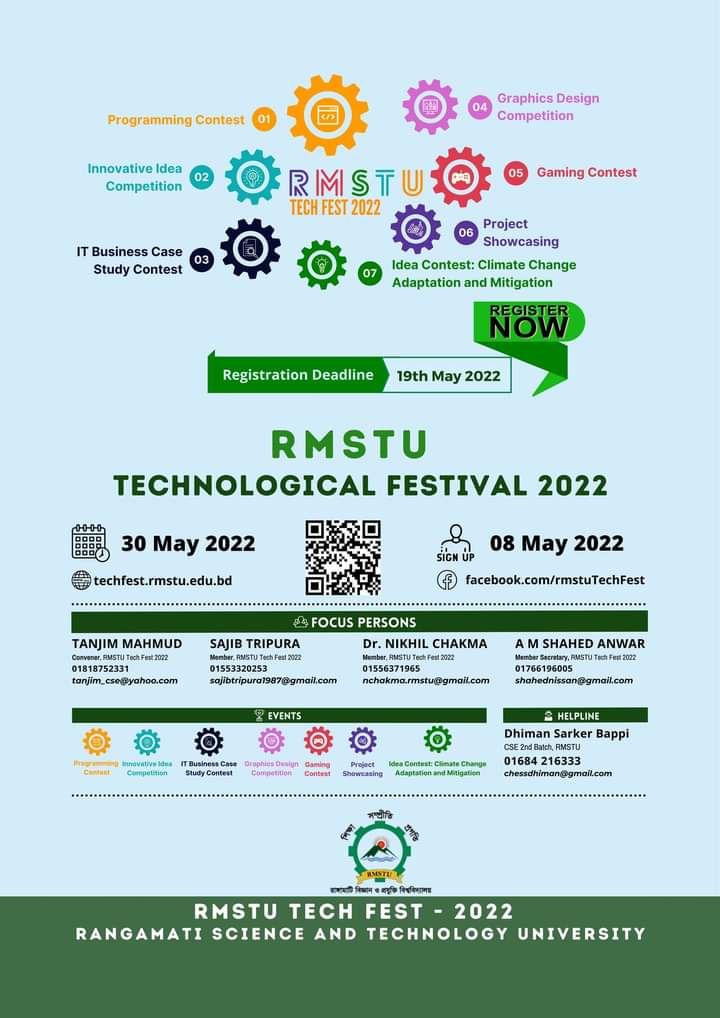 Programming Contest 01
04 Graphics Design
Competition
Innovative Idea
Competition 02
05 Gaming Contest
RMSTU
TECH FEST 2022
IT Business Case
Study Contest 03
06 Project
Showcasing
07 Idea Contest: Climate Change
Adaptation and Mitigation
REGISTER
NOW
Registration Deadline 19th May 2022
RMSTU
TECHNOLOGICAL FESTIVAL 2022
30 May 2022
SIGN UP 08 May 2022
techfest.rmstu.edu.bd
facebook.com/rmstuTechFest
FOCUS PERSONS
TANJIM MAHMUD
Convener, RMSTU Tech Fest 2022
01818752331
tanjim_cse@yahoo.com
SAJIB TRIPURA
Member, RMSTU Tech Fest 2022
01553320253
sajibtripura1987@gmail.com
Dr. NIKHIL CHAKMA
Member, RMSTU Tech Fest 2022
01556371965
nchakma.rmstu@gmail.com
A M SHAHED ANWAR
Member Secretary, RMSTU Tech Fest 2022
01766196005
shahednissan@gmail.com
EVENTS
Programming
Contest
Innovative Idea
Competition
IT Business Case
Study Contest
Graphics Design
Competition
Gaming
Contest
Project
Showcasing
Idea Contest: Climate Change
Adaptation and Mitigation
HELPLINE
Dhiman Sarker Bappi
CSE 2nd Batch, RMSTU
01684 216333
chessdhiman@gmail.com
শিক্ষা সম্প্রীতি প্রগতি
RMSTU
রাঙ্গামাটি বিজ্ঞান ও প্রযুক্তি বিশ্ববিদ্যালয়
RMSTU TECH FEST - 2022
RANGAMATI SCIENCE AND TECHNOLOGY UNIVERSITY